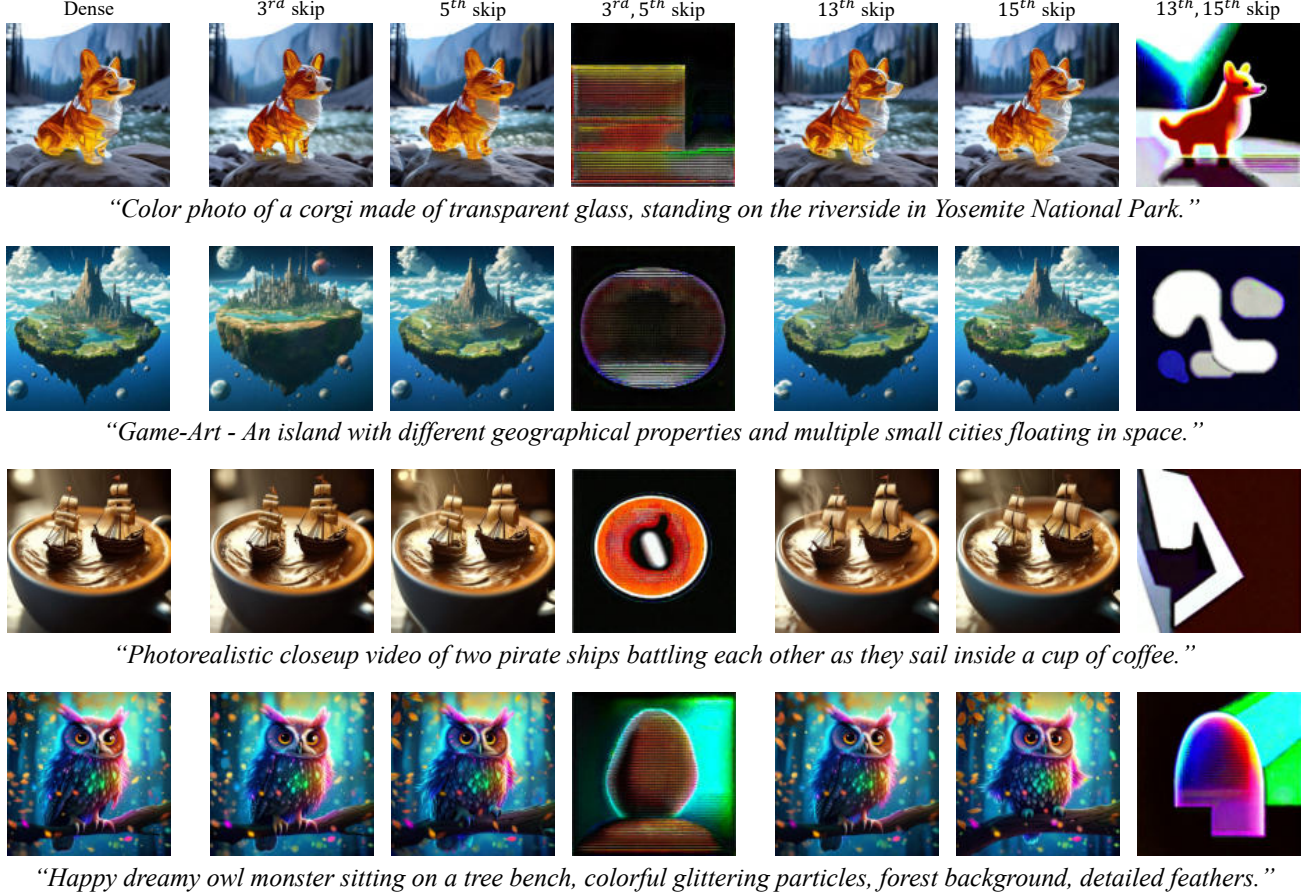 Dense 3rd skip 5th skip 3rd, 5th skip 13th skip 15th skip 13th, 15th skip
“Color photo of a corgi made of transparent glass, standing on the riverside in Yosemite National Park.”
“Game-Art - An island with different geographical properties and multiple small cities floating in space.”
“Photorealistic closeup video of two pirate ships battling each other as they sail inside a cup of coffee.”
“Happy dreamy owl monster sitting on a tree bench, colorful glittering particles, forest background, detailed feathers.”